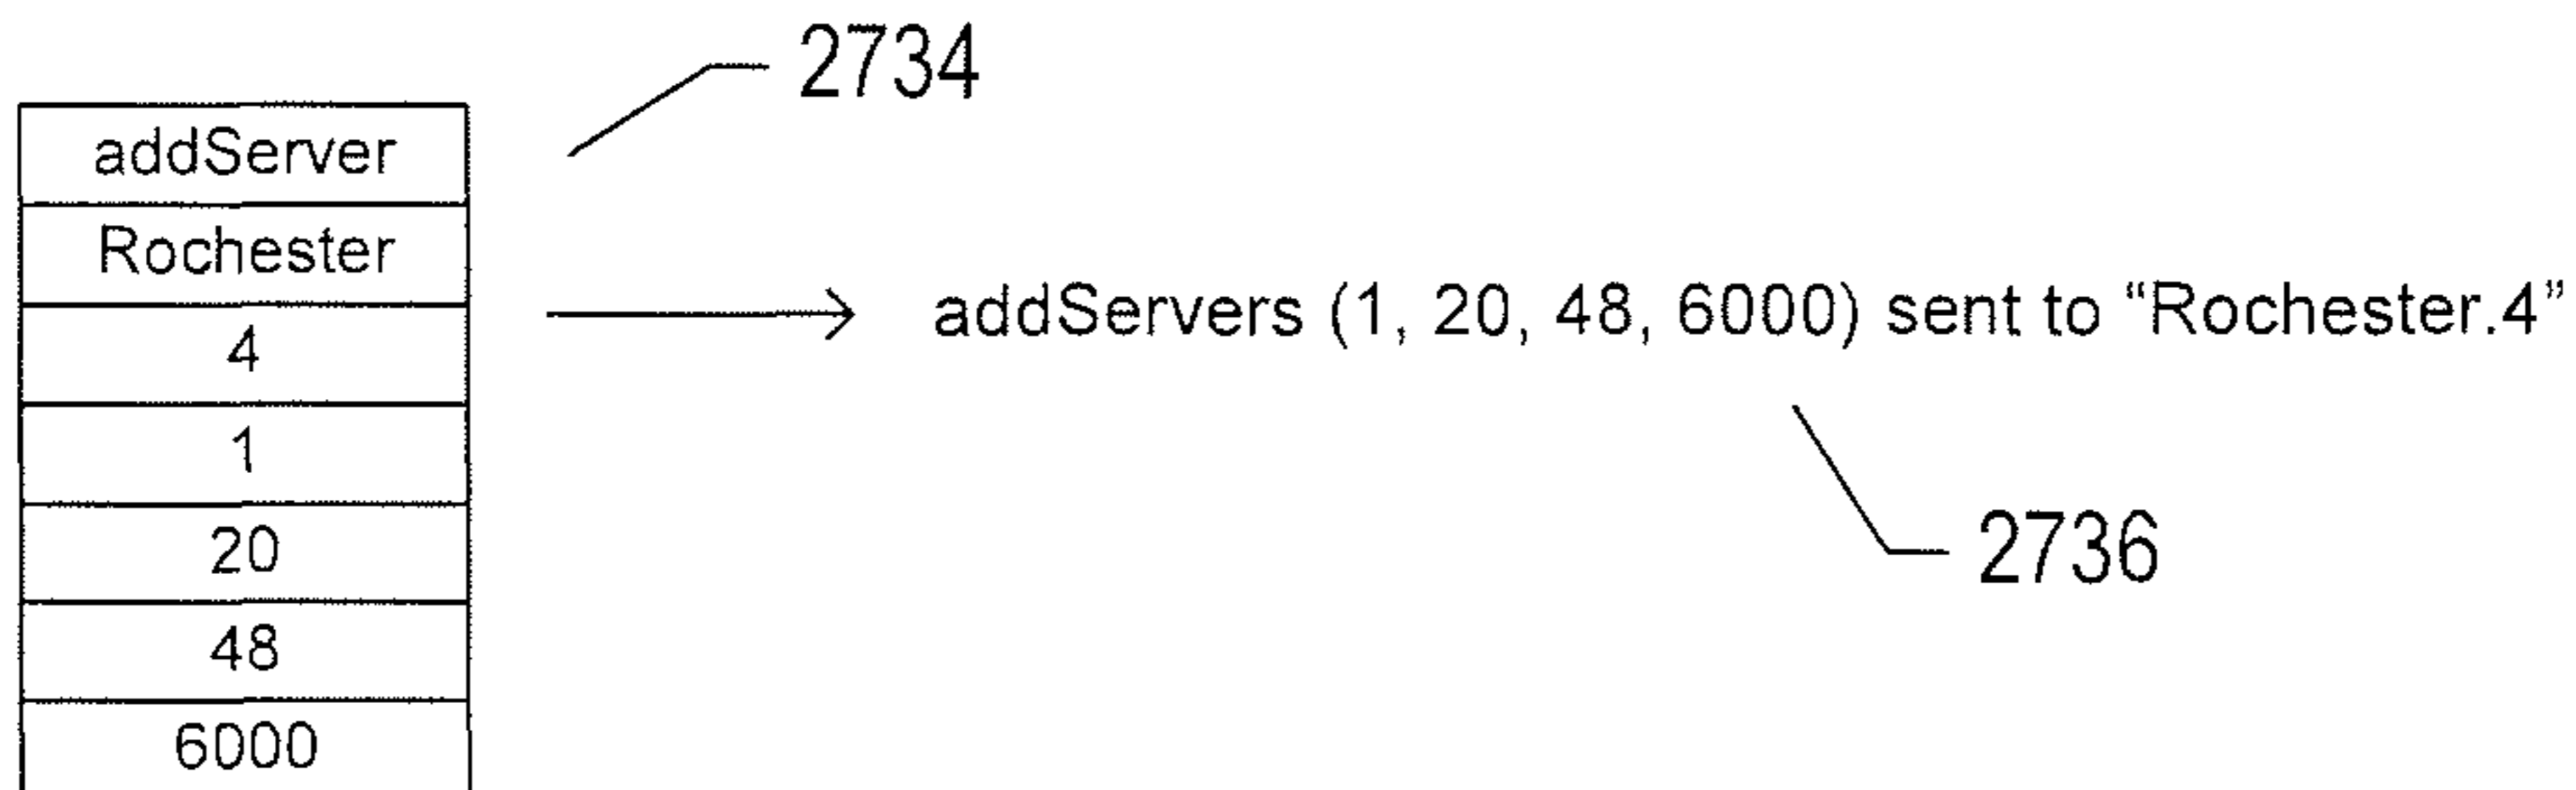 2734
addServer
Rochester
4
addServers (1, 20, 48, 6000) sent to “Rochester.4”
1
20
2736
48
6000